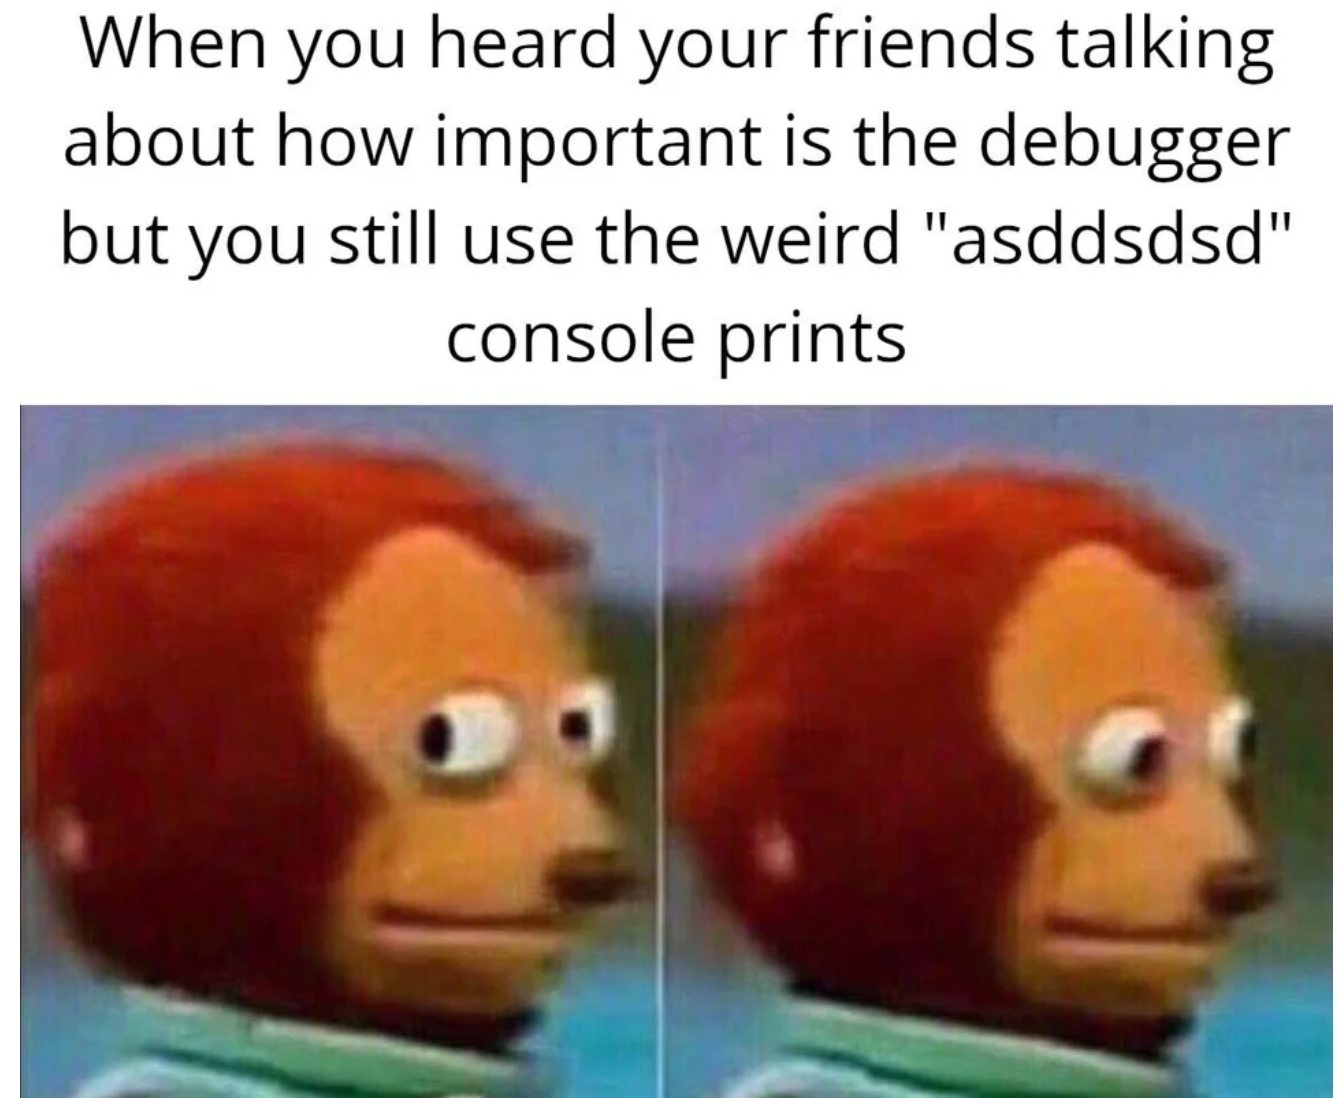 When you heard your friends talking
about how important is the debugger
but you still use the weird "asddsdsd"
console prints